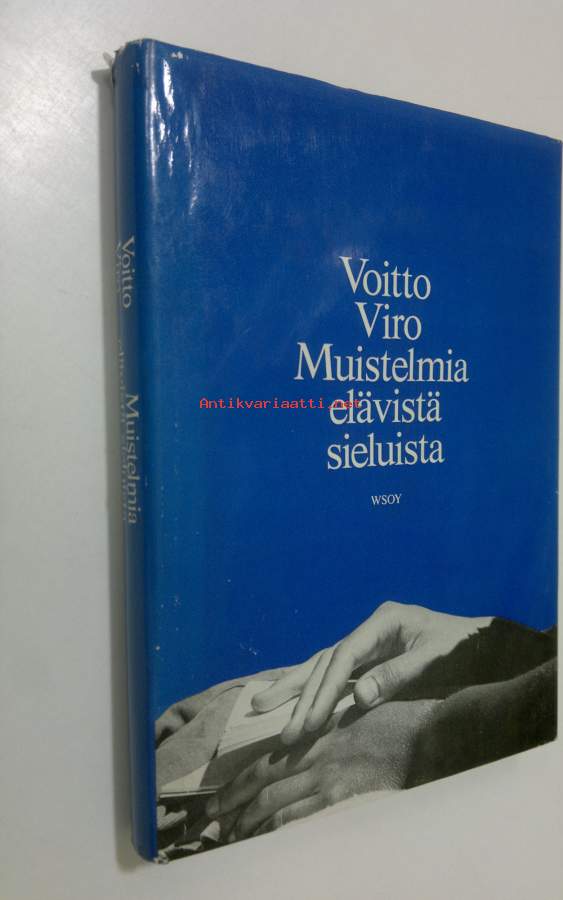 Voitto
Viro
Muistelmia
elävistä
sieluista
WSOY
Antikvariaatti.net
Voitto
Muistelmia